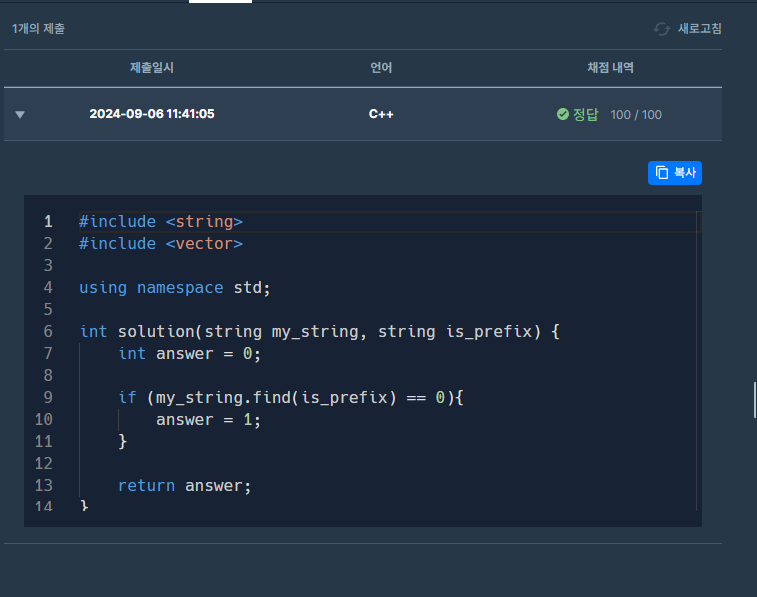 1개의 제출
새로고침
제출일시 언어 채점 내역
2024-09-06 11:41:05 C++ 정답 100 / 100
복사
1 #include <string>
2 #include <vector>
3
4 using namespace std;
5
6 int solution(string my_string, string is_prefix) {
7     int answer = 0;
8
9     if (my_string.find(is_prefix) == 0){
10         answer = 1;
11     }
12
13     return answer;
14 }